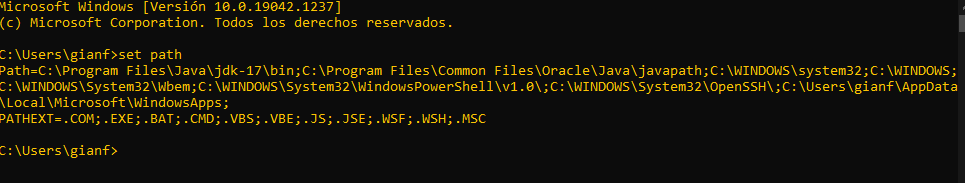 Microsoft Windows [Versión 10.0.19042.1237]
(c) Microsoft Corporation. Todos los derechos reservados.
C:\Users\gianf>set path
Path=C:\Program Files\Java\jdk-17\bin;C:\Program Files\Common Files\Oracle\Java\javapath;C:\WINDOWS\system32;C:\WINDOWS;
C:\WINDOWS\System32\Wbem;C:\WINDOWS\System32\WindowsPowerShell\v1.0\;C:\WINDOWS\System32\OpenSSH\;C:\Users\gianf\AppData
\Local\Microsoft\WindowsApps;
PATHEXT=.COM;.EXE;.BAT;.CMD;.VBS;.VBE;.JS;.JSE;.WSF;.WSH;.MSC
C:\Users\gianf>